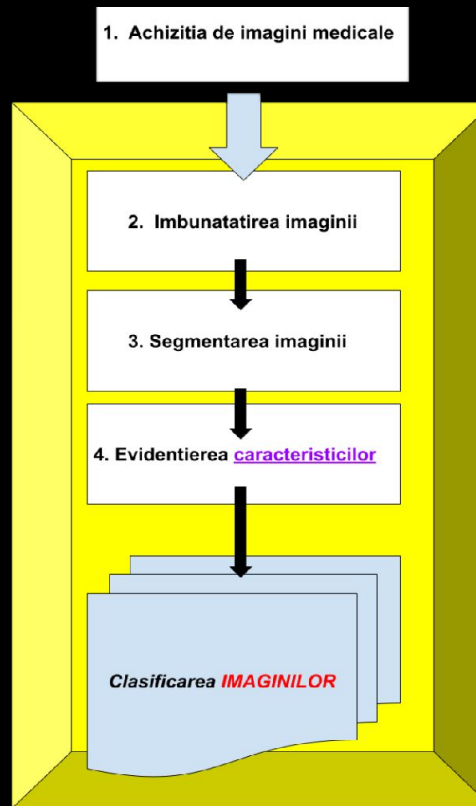 1. Achizitia de imagini medicale
2. Imbunatatirea imaginii
3. Segmentarea imaginii
4. Evidentierea caracteristicilor
Clasificarea IMAGINILOR